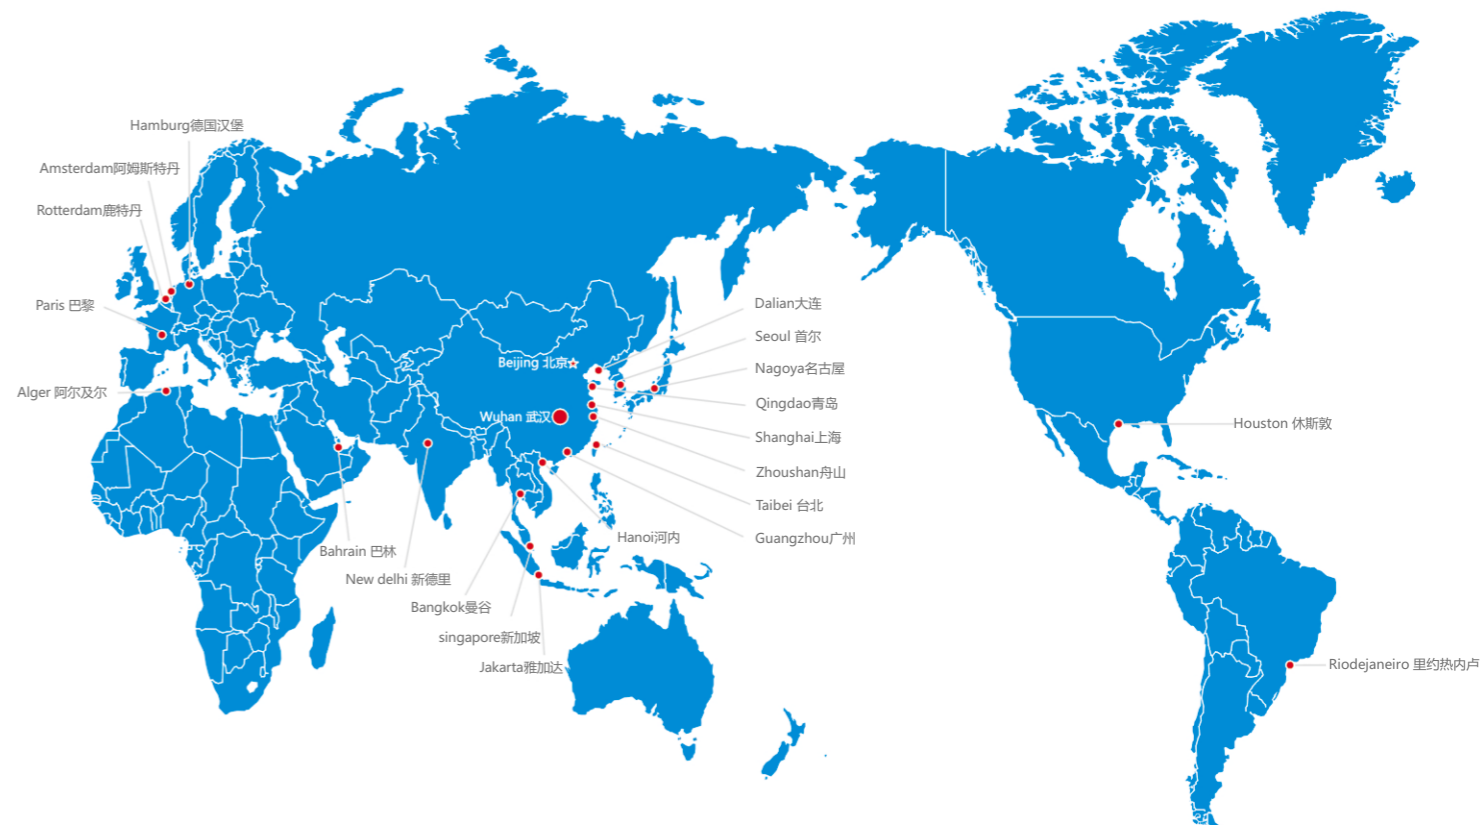 Hamburg德国汉堡
Amsterdam阿姆斯特丹
Rotterdam鹿特丹
Paris 巴黎
Alger 阿尔及尔
Beijing 北京
Wuhan 武汉
Dalian大连
Seoul 首尔
Nagoya名古屋
Qingdao青岛
Shanghai上海
Zhoushan舟山
Taibei 台北
Guangzhou广州
Hanoi河内
Bahrain 巴林
New delhi 新德里
Bangkok曼谷
singapore新加坡
Jakarta雅加达
Houston 休斯敦
Riodejaneiro 里约热内卢